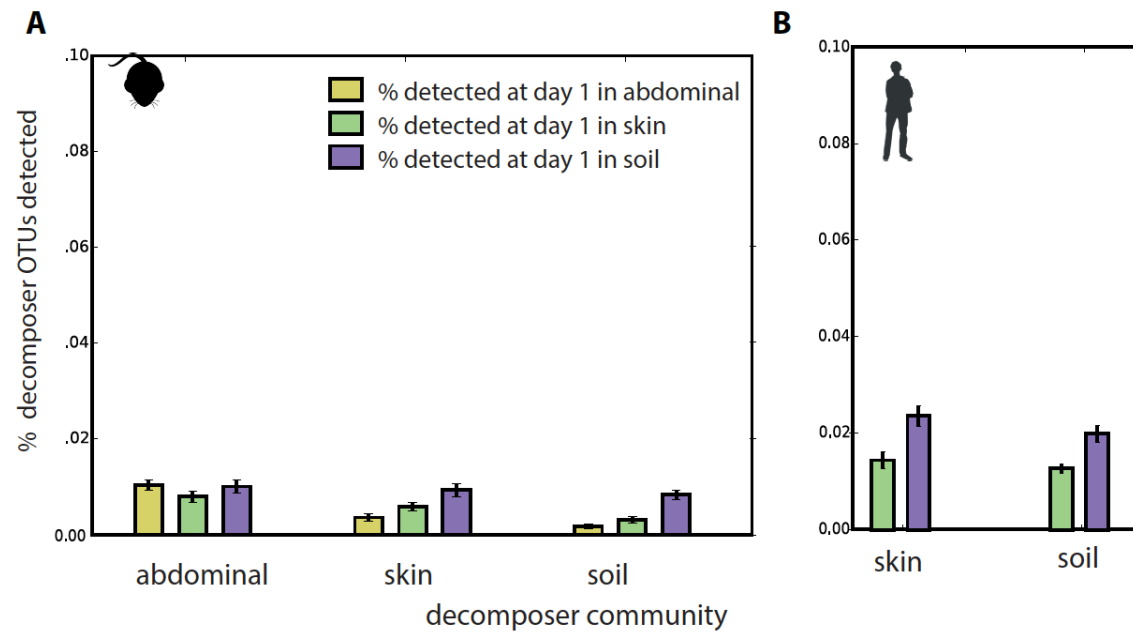 A
.10
.08
.06
.04
.02
0.00
% decomposer OTUs detected
% detected at day 1 in abdominal
% detected at day 1 in skin
% detected at day 1 in soil
abdominal
skin
soil
decomposer community
B
0.10
0.08
0.06
0.04
0.02
0.00
skin
soil